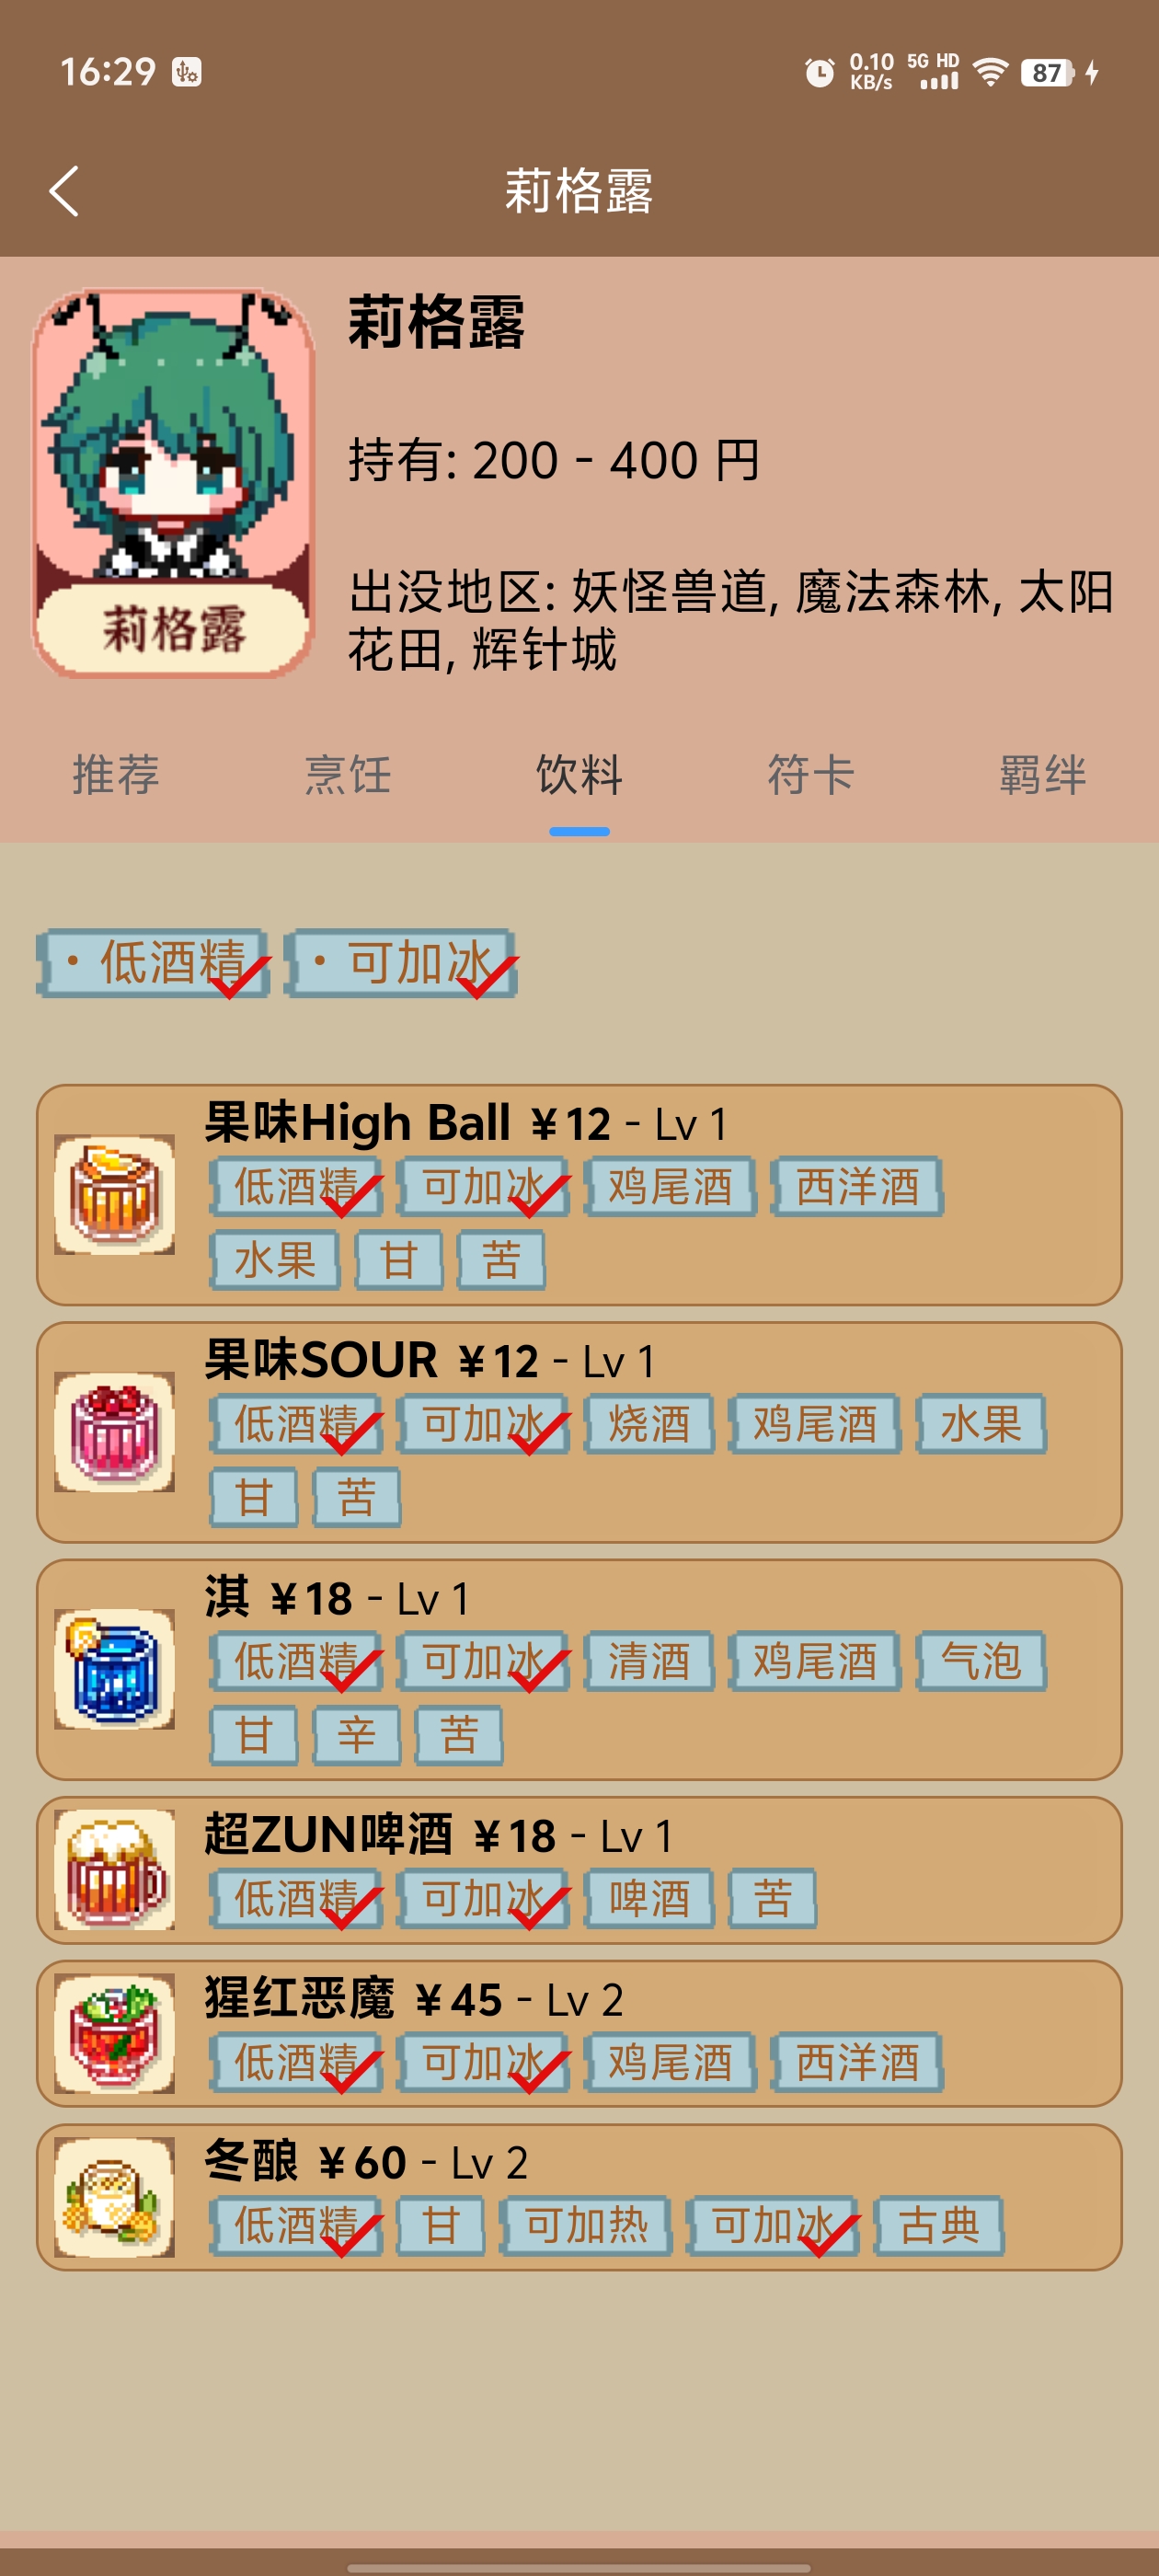 16:29 0.10 KB/s 5G HD 87
莉格露
莉格露
持有: 200 - 400 円
出没地区: 妖怪兽道, 魔法森林, 太阳
花田, 辉针城
莉格露
推荐 烹饪 饮料 符卡 羁绊
・低酒精 ・可加冰
果味High Ball ¥12 - Lv 1
低酒精 可加冰 鸡尾酒 西洋酒
水果 甘 苦
果味SOUR ¥12 - Lv 1
低酒精 可加冰 烧酒 鸡尾酒 水果
甘 苦
淇 ¥18 - Lv 1
低酒精 可加冰 清酒 鸡尾酒 气泡
甘 辛 苦
超ZUN啤酒 ¥18 - Lv 1
低酒精 可加冰 啤酒 苦
猩红恶魔 ¥45 - Lv 2
低酒精 可加冰 鸡尾酒 西洋酒
冬酿 ¥60 - Lv 2
低酒精 甘 可加热 可加冰 古典